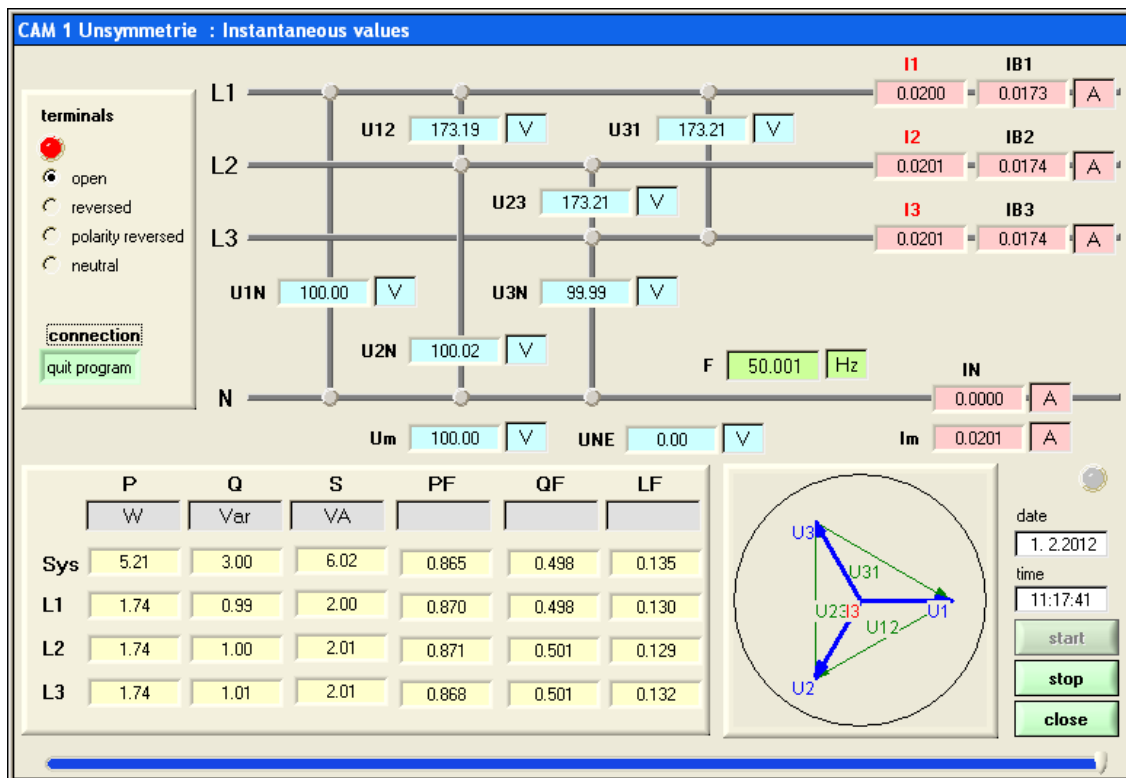 CAM 1 Unsymmetrie : Instantaneous values
I1 IB1
L1 0.0200 0.0173 A
terminals
U12 173.19 V U31 173.21 V
I2 IB2
L2 0.0201 0.0174 A
open
reversed
U23 173.21 V
I3 IB3
polarity reversed
L3 0.0201 0.0174 A
neutral
U1N 100.00 V U3N 99.99 V
connection
U2N 100.02 V
quit program
F 50.001 Hz IN
N 0.0000 A
Um 100.00 V UNE 0.00 V Im 0.0201 A
P Q S PF QF LF
W Var VA
Sys 5.21 3.00 6.02 0.865 0.498 0.135
L1 1.74 0.99 2.00 0.870 0.498 0.130
L2 1.74 1.00 2.01 0.871 0.501 0.129
L3 1.74 1.01 2.01 0.868 0.501 0.132
U3
U31
U23 I3 U1
U12
U2
date
1. 2.2012
time
11:17:41
start
stop
close